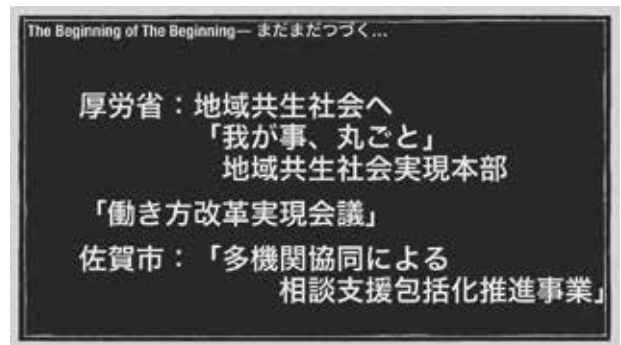 The Beginning of The Beginning— まだまだつづく...
厚労省：地域共生社会へ
「我が事、丸ごと」
地域共生社会実現本部
「働き方改革実現会議」
佐賀市：「多機関協同による
相談支援包括化推進事業」